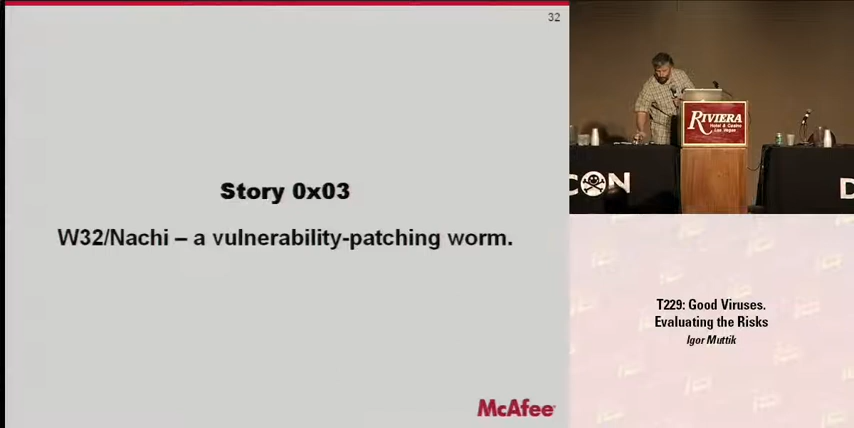 32
Story 0x03
W32/Nachi – a vulnerability-patching worm.
McAfee
RIVIERA
Hotel & Casino
Las Vegas
CON
D
T229: Good Viruses.
Evaluating the Risks
Igor Muttik